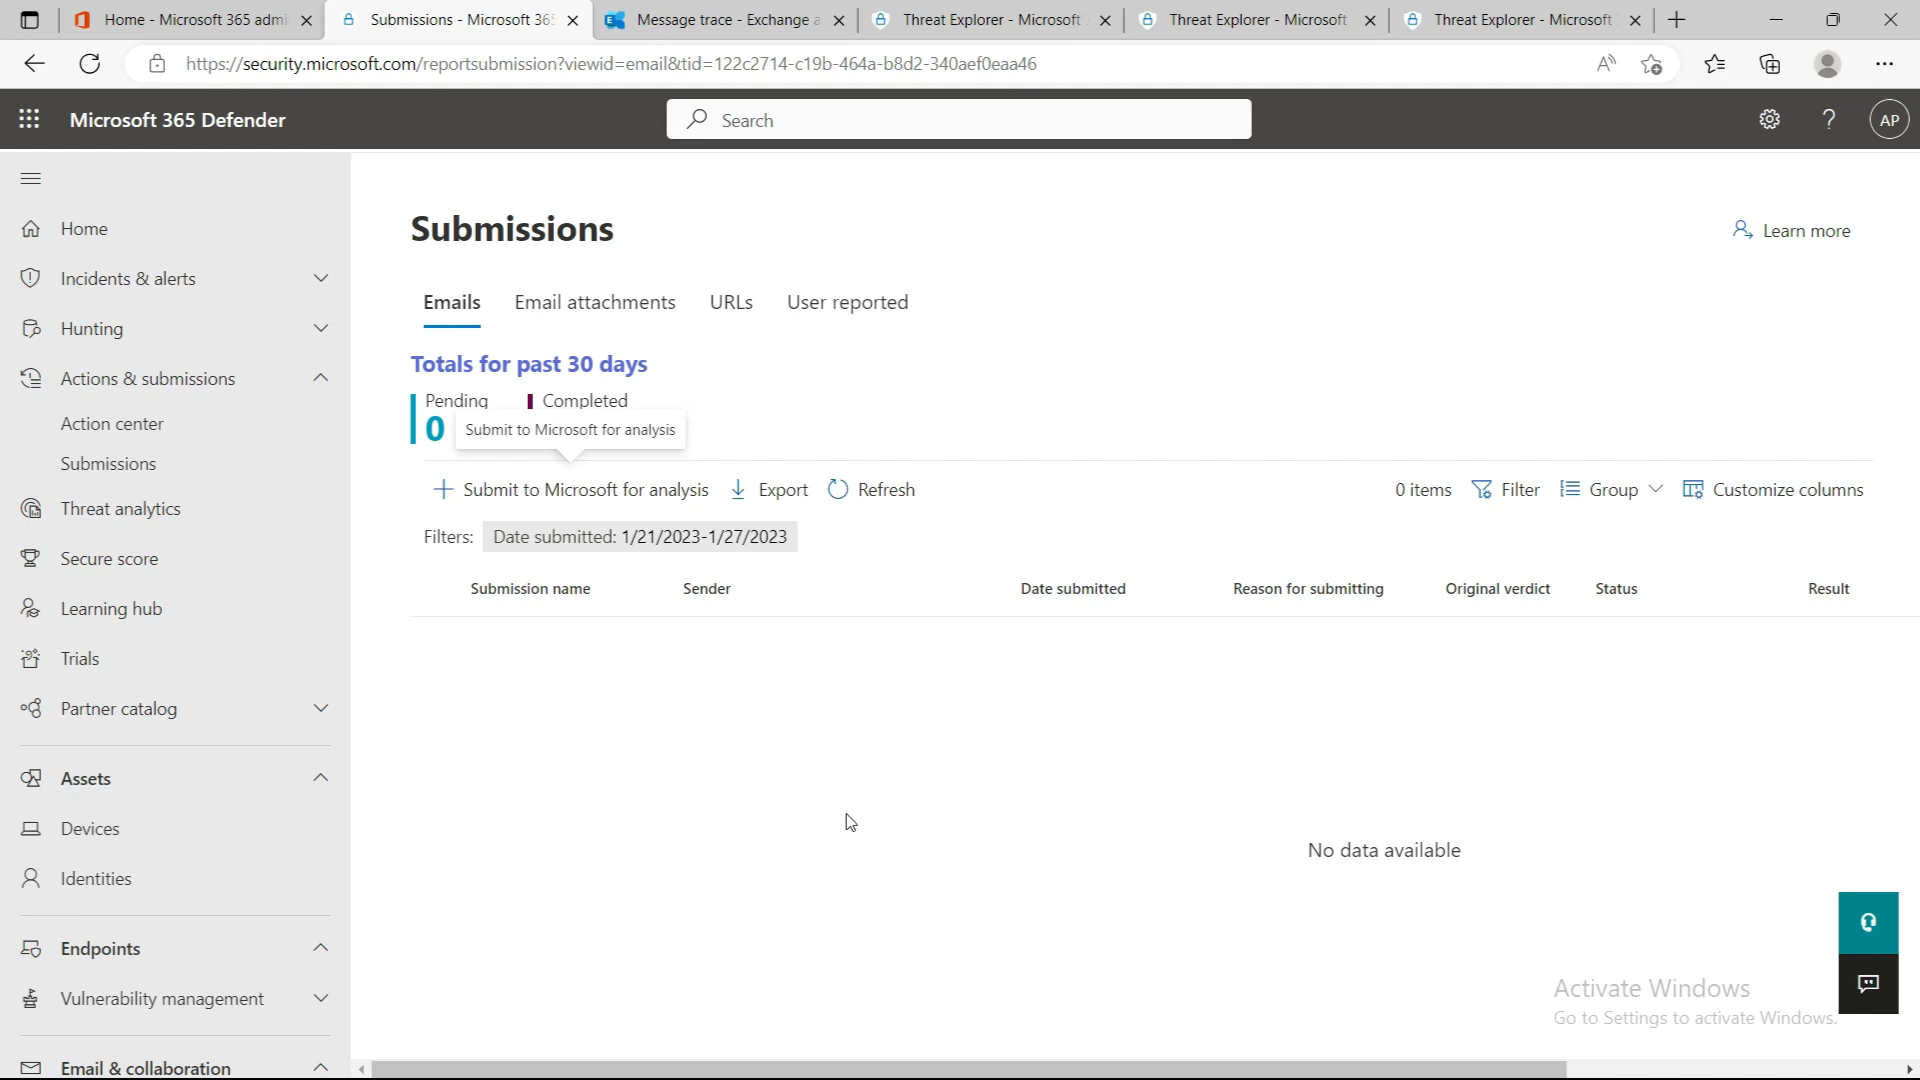 Home - Microsoft 365 admi
Submissions - Microsoft 365
Message trace - Exchange a
Threat Explorer - Microsoft
Threat Explorer - Microsoft
Threat Explorer - Microsoft
https://security.microsoft.com/reportsubmission?viewid=email&tid=122c2714-c19b-464a-b8d2-340aef0eaa46
Microsoft 365 Defender
Search
AP
Home
Incidents & alerts
Hunting
Actions & submissions
Action center
Submissions
Threat analytics
Secure score
Learning hub
Trials
Partner catalog
Assets
Devices
Identities
Endpoints
Vulnerability management
Email & collaboration
Submissions
Learn more
Emails Email attachments URLs User reported
Totals for past 30 days
Pending Completed
0
Submit to Microsoft for analysis
Submit to Microsoft for analysis Export Refresh
0 items Filter Group Customize columns
Filters: Date submitted: 1/21/2023-1/27/2023
Submission name Sender Date submitted Reason for submitting Original verdict Status Result
No data available
Activate Windows
Go to Settings to activate Windows.